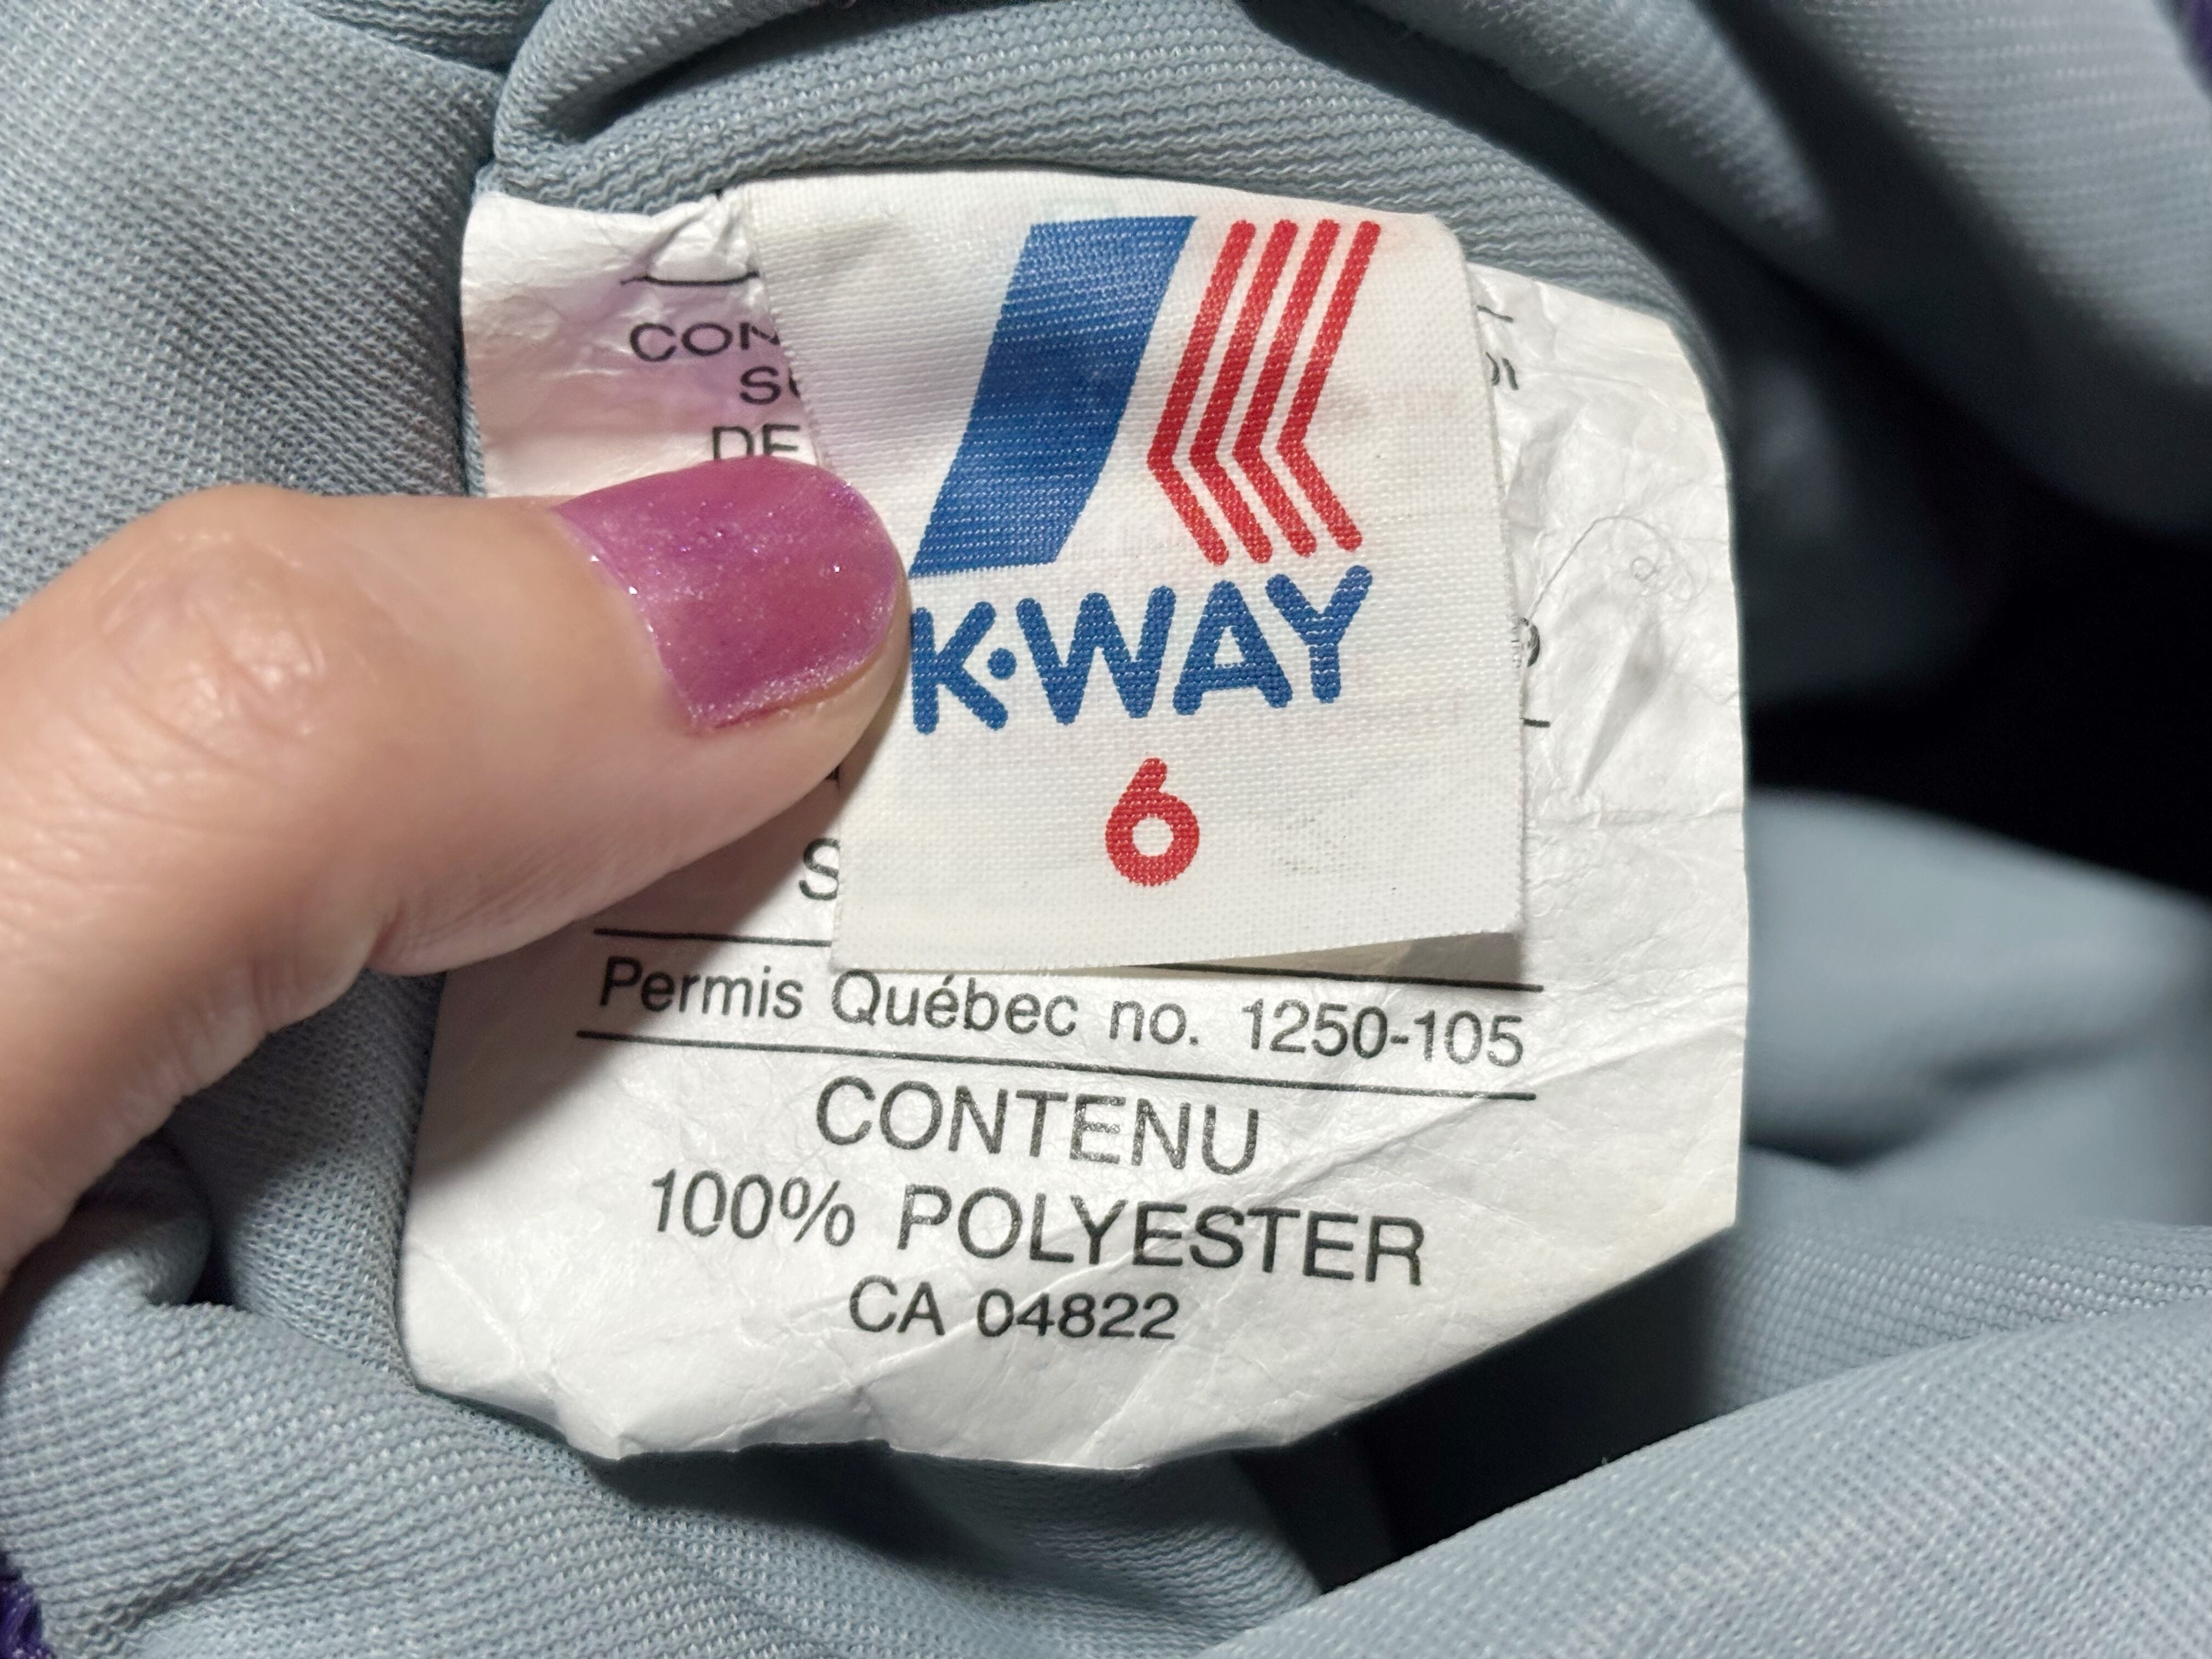 K·WAY
6
Permis Québec no. 1250-105
CONTENU
100% POLYESTER
CA 04822